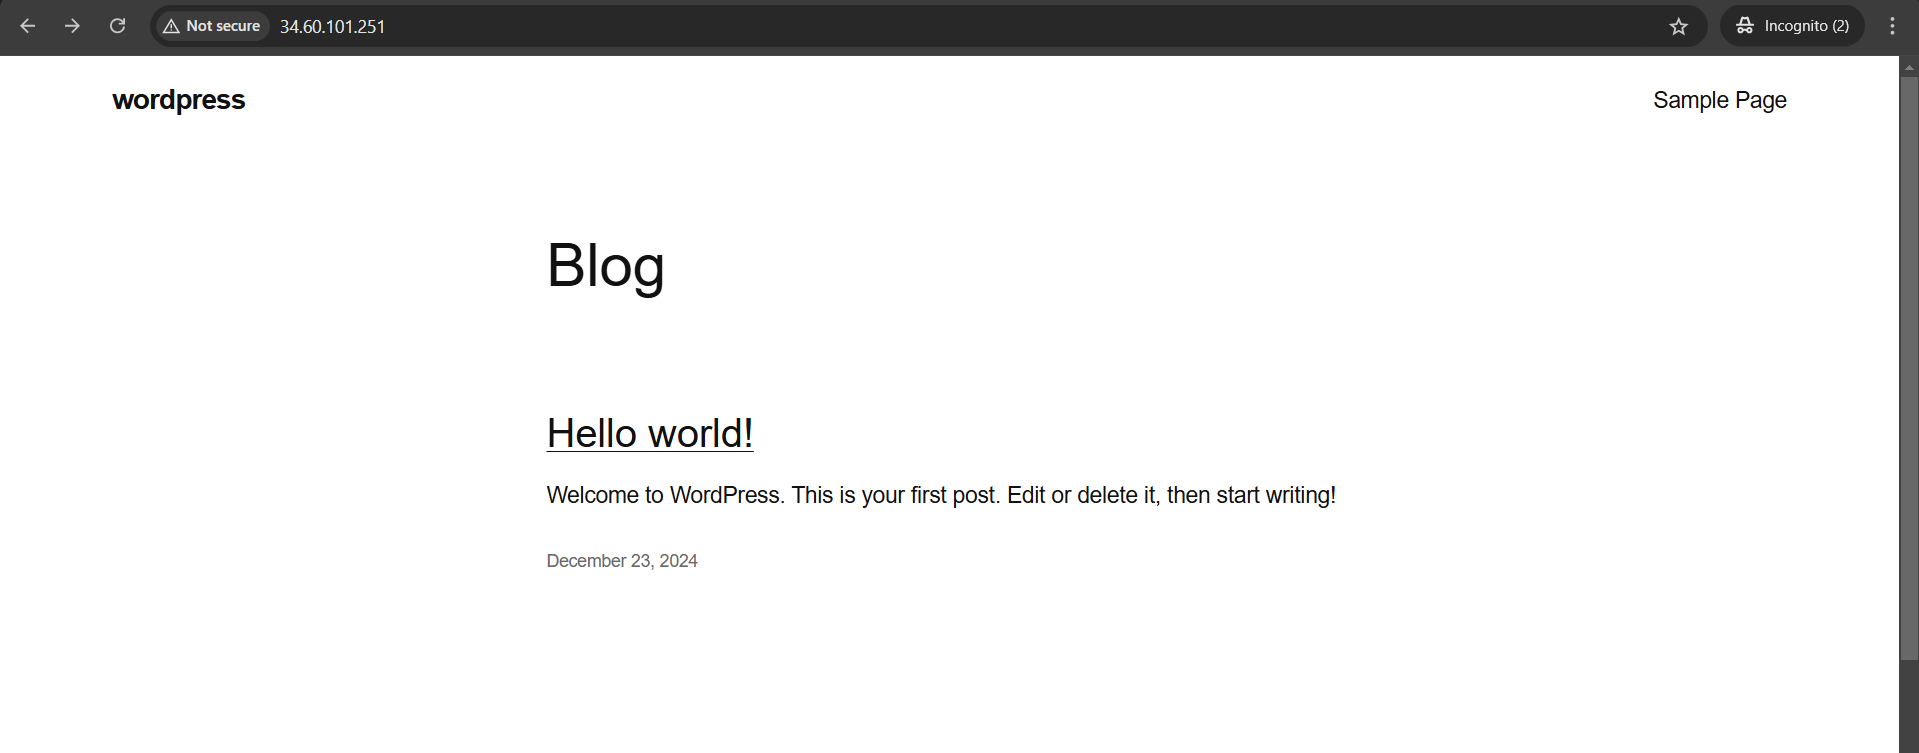 Not secure 34.60.101.251 Incognito (2)
wordpress Sample Page
Blog
Hello world!
Welcome to WordPress. This is your first post. Edit or delete it, then start writing!
December 23, 2024